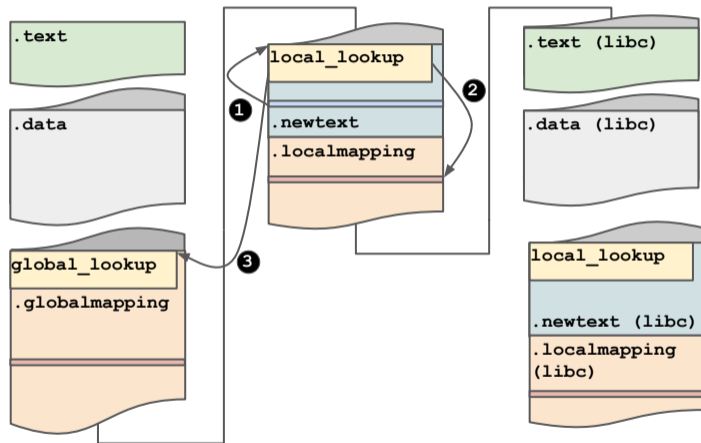 .text
.data
global_lookup
.globalmapping
local_lookup
1
2
.newtext
.localmapping
3
.text (libc)
.data (libc)
local_lookup
.newtext (libc)
.localmapping
(libc)